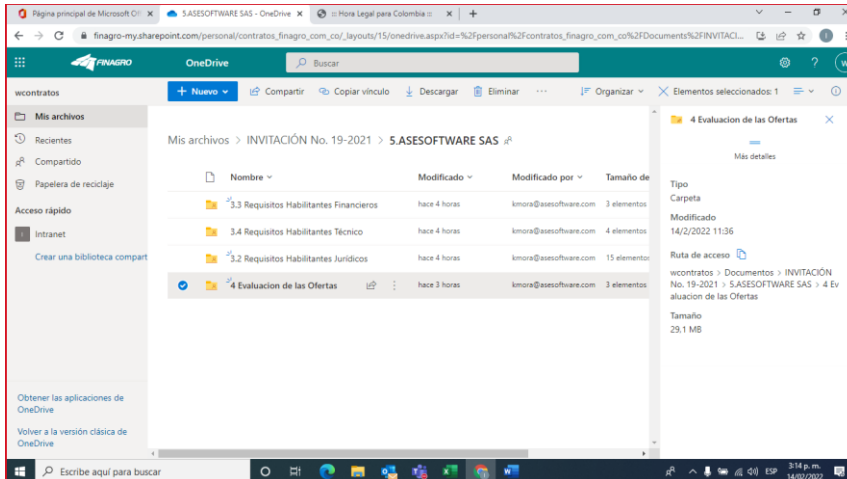 Página principal de Microsoft Of
5.ASESOFTWARE SAS - OneDrive
::: Hora Legal para Colombia :::
finagro-my.sharepoint.com/personal/contratos_finagro_com_co/_layouts/15/onedrive.aspx?id=%2Fpersonal%2Fcontratos_finagro_com_co%2FDocuments%2FINVITACI...
FINAGRO
OneDrive
Buscar
wcontratos
+ Nuevo
Compartir
Copiar vínculo
Descargar
Eliminar
...
Organizar
Elementos seleccionados: 1
Mis archivos
Recientes
Compartido
Papelera de reciclaje
Acceso rápido
Intranet
Crear una biblioteca compart
Obtener las aplicaciones de
OneDrive
Volver a la versión clásica de
OneDrive
Mis archivos > INVITACIÓN No. 19-2021 > 5.ASESOFTWARE SAS
Nombre Modificado Modificado por Tamaño de
3.3 Requisitos Habilitantes Financieros hace 4 horas kmora@asesoftware.com 3 elementos
3.4 Requisitos Habilitantes Técnico hace 4 horas kmora@asesoftware.com 4 elementos
3.2 Requisitos Habilitantes Jurídicos hace 4 horas kmora@asesoftware.com 15 elementos
4 Evaluacion de las Ofertas hace 3 horas kmora@asesoftware.com 3 elementos
4 Evaluacion de las Ofertas
Más detalles
Tipo
Carpeta
Modificado
14/2/2022 11:36
Ruta de acceso
wcontratos > Documentos > INVITACIÓN
No. 19-2021 > 5.ASESOFTWARE SAS > 4 Ev
aluacion de las Ofertas
Tamaño
29.1 MB
Escribe aquí para buscar
ESP
3:14 p. m.
14/02/2022